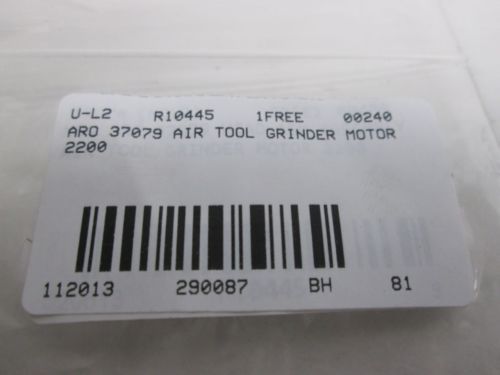 U-L2 R10445 1FREE 00240
ARO 37079 AIR TOOL GRINDER MOTOR
2200
112013 290087 BH 81